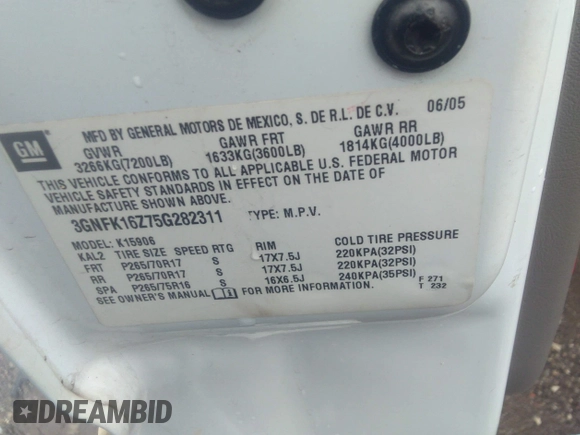 GM
MFD BY GENERAL MOTORS DE MEXICO, S. DE R.L. DE C.V. 06/05
GVWR GAWR FRT GAWR RR
3266KG(7200LB) 1633KG(3600LB) 1814KG(4000LB)
THIS VEHICLE CONFORMS TO ALL APPLICABLE U.S. FEDERAL MOTOR
VEHICLE SAFETY STANDARDS IN EFFECT ON THE DATE OF
MANUFACTURE SHOWN ABOVE.
3GNFK16Z75G282311 TYPE: M.P.V.
MODEL: K15906
KAL2 TIRE SIZE SPEED RTG RIM COLD TIRE PRESSURE
FRT P265/70R17 S 17X7.5J 220KPA(32PSI)
RR P265/70R17 S 17X7.5J 220KPA(32PSI)
SPA P265/75R16 S 16X6.5J 240KPA(35PSI)
SEE OWNER'S MANUAL FOR MORE INFORMATION. F 271
T 232
DREAMBID